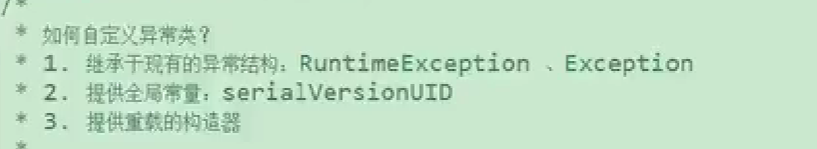 /*
* 如何自定义异常类?
* 1. 继承于现有的异常结构: RuntimeException 、Exception
* 2. 提供全局常量: serialVersionUID
* 3. 提供重载的构造器
*